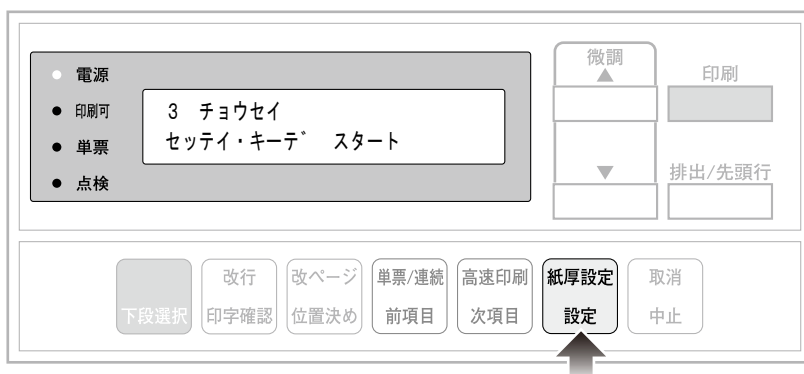 電源
印刷可
単票
点検
3 チョウセイ
セッテイ・キーデ スタート
微調
▲
▼
印刷
排出/先頭行
下段選択
改行
印字確認
改ページ
位置決め
単票/連続
前項目
高速印刷
次項目
紙厚設定
設定
取消
中止